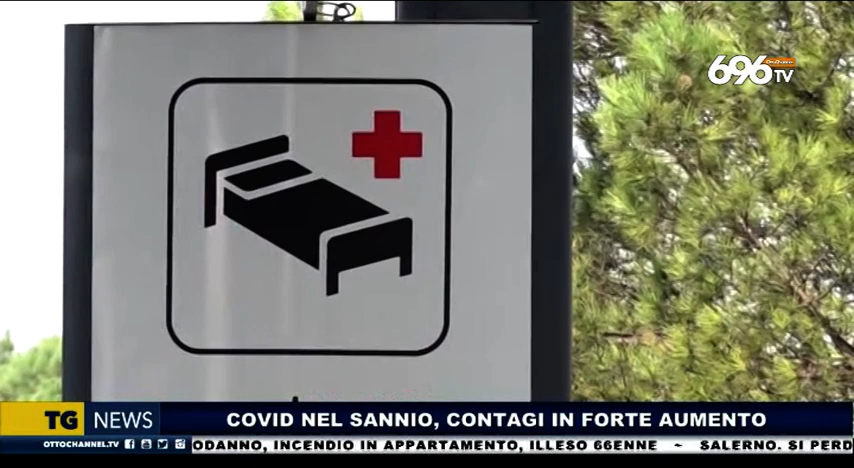 696 TV
TG NEWS COVID NEL SANNIO, CONTAGI IN FORTE AUMENTO
OTTOCHANNEL.TV ODANNO, INCENDIO IN APPARTAMENTO, ILLESO 66ENNE ~ SALERNO. SI PERD